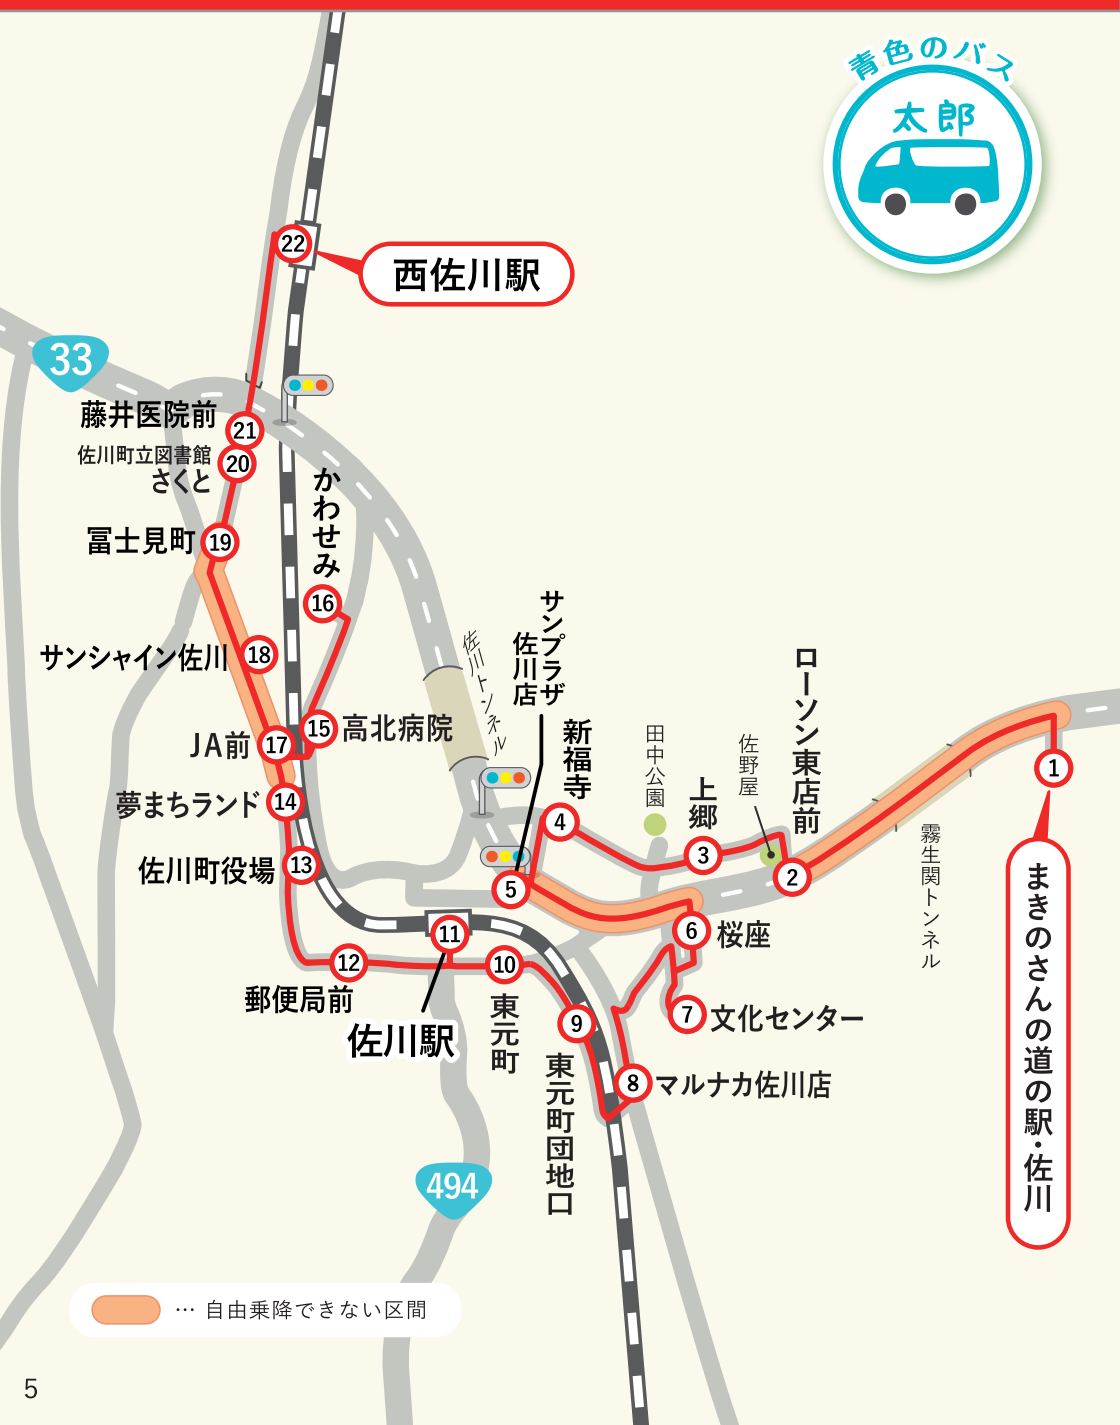 青色のバス
太郎
22
西佐川駅
33
藤井医院前
21
佐川町立図書館
さくと
20
かわせみ
冨士見町
19
16
サンプラザ
佐川店
佐川トンネル
サンシャイン佐川
18
ローソン東店前
高北病院
15
新福寺
田中公園
佐野屋
JA前
17
1
上郷
夢まちランド
14
4
3
霧生関トンネル
佐川町役場
13
5
2
まきのさんの道の駅・佐川
11
6
桜座
12
10
郵便局前
佐川駅
東元町
9
7
文化センター
東元町団地口
8
マルナカ佐川店
494
… 自由乗降できない区間
5